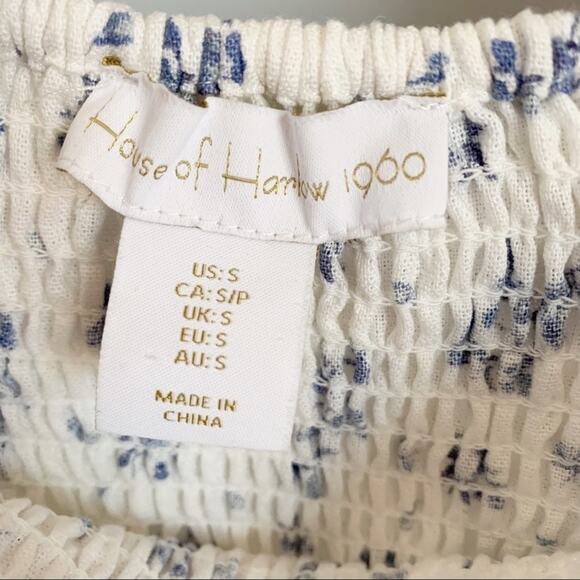 House of Harlow 1960
US: S
CA: S/P
UK: S
EU: S
AU: S
MADE IN
CHINA